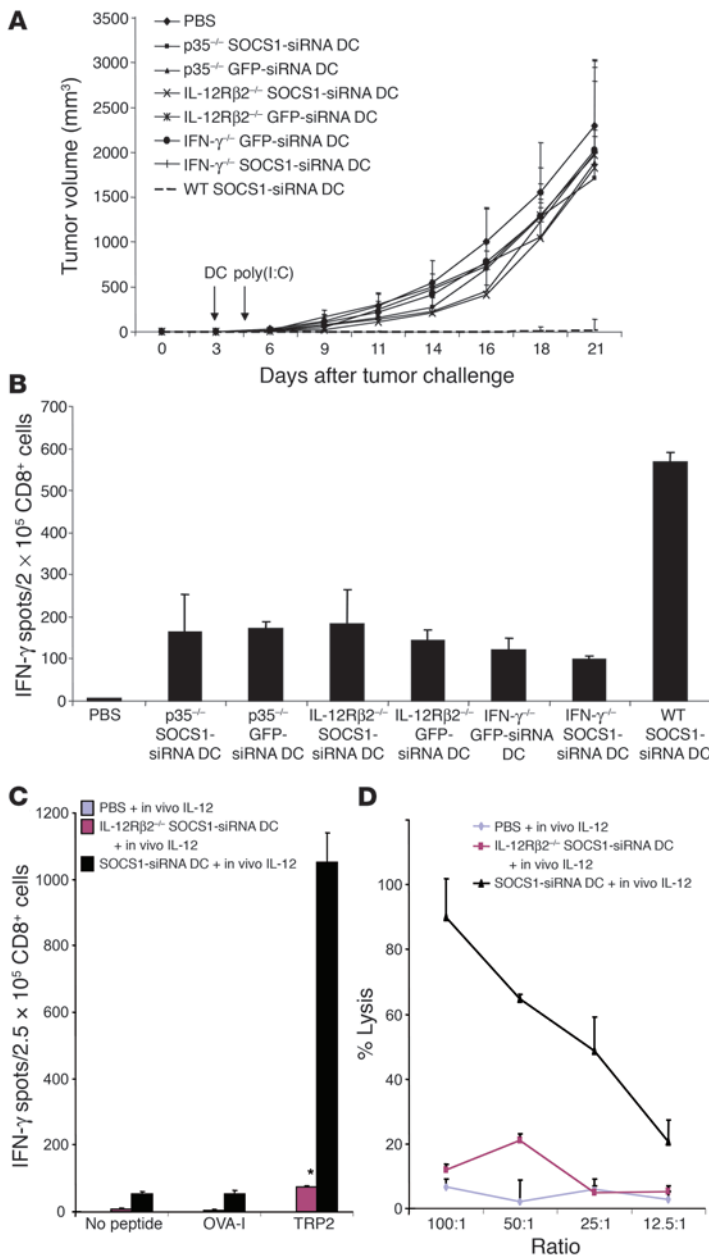 A
Tumor volume (mm³)
3500
3000
2500
2000
1500
1000
500
0
PBS
p35⁻/⁻ SOCS1-siRNA DC
p35⁻/⁻ GFP-siRNA DC
IL-12Rβ2⁻/⁻ SOCS1-siRNA DC
IL-12Rβ2⁻/⁻ GFP-siRNA DC
IFN-γ⁻/⁻ GFP-siRNA DC
IFN-γ⁻/⁻ SOCS1-siRNA DC
WT SOCS1-siRNA DC
DC poly(I:C)
0 3 6 9 11 14 16 18 21
Days after tumor challenge
B
IFN-γ spots/2 × 10⁵ CD8⁺ cells
700
600
500
400
300
200
100
0
PBS
p35⁻/⁻
SOCS1-
siRNA DC
p35⁻/⁻
GFP-
siRNA DC
IL-12Rβ2⁻/⁻
SOCS1-
siRNA DC
IL-12Rβ2⁻/⁻
GFP-
siRNA DC
IFN-γ⁻/⁻
GFP-siRNA
DC
IFN-γ⁻/⁻
SOCS1-
siRNA DC
WT
SOCS1-
siRNA DC
C
IFN-γ spots/2.5 × 10⁵ CD8⁺ cells
1200
1000
800
600
400
200
0
PBS + in vivo IL-12
IL-12Rβ2⁻/⁻ SOCS1-siRNA DC
+ in vivo IL-12
SOCS1-siRNA DC + in vivo IL-12
*
No peptide OVA-I TRP2
D
% Lysis
100
80
60
40
20
0
PBS + in vivo IL-12
IL-12Rβ2⁻/⁻ SOCS1-siRNA DC
+ in vivo IL-12
SOCS1-siRNA DC + in vivo IL-12
100:1 50:1 25:1 12.5:1
Ratio